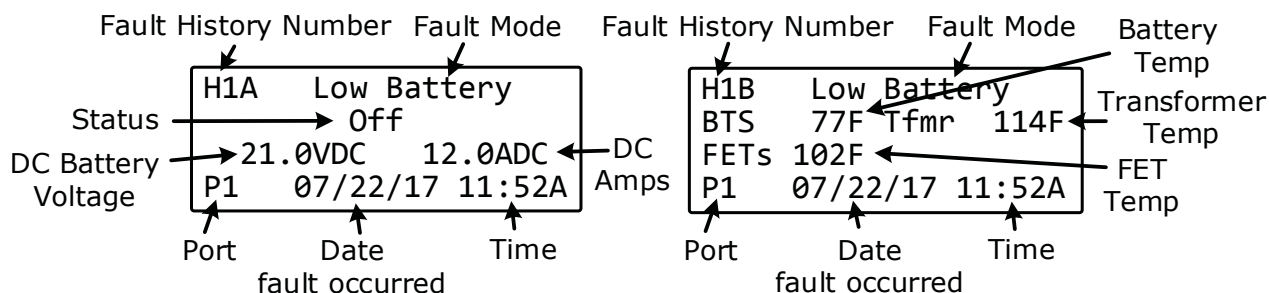 Fault History Number Fault Mode
H1A Low Battery
Status
Off
DC Battery Voltage
21.0VDC 12.0ADC
DC Amps
P1 07/22/17 11:52A
Port
Date fault occurred
Time
Fault History Number Fault Mode
Battery Temp
H1B Low Battery
BTS 77F Tfmr 114F
Transformer Temp
FETs 102F
FET Temp
P1 07/22/17 11:52A
Port
Date fault occurred
Time